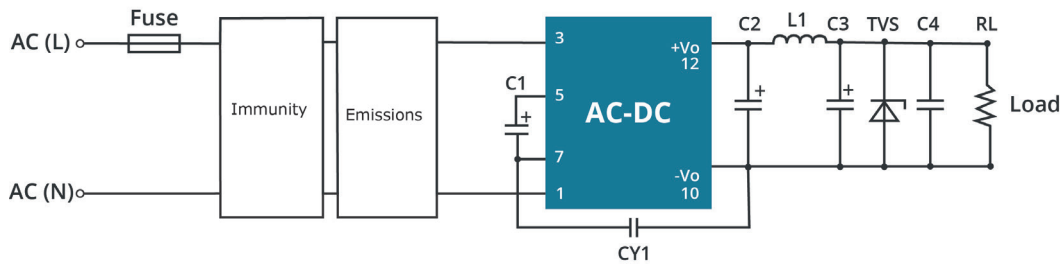 Fuse
AC (L)
Immunity
Emissions
C1
+
3
5
7
1
AC-DC
+Vo
12
-Vo
10
C2
L1
C3
TVS
C4
RL
+
+
Load
AC (N)
CY1